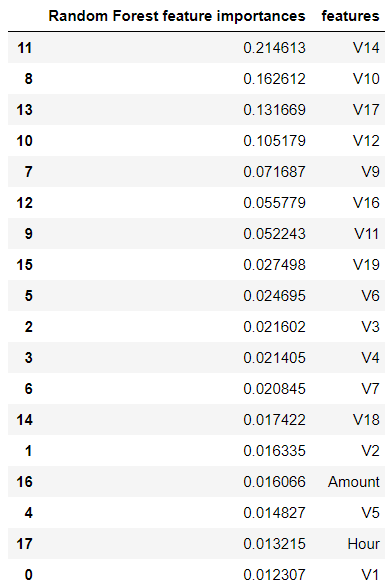 Random Forest feature importances features
11 0.214613 V14
8 0.162612 V10
13 0.131669 V17
10 0.105179 V12
7 0.071687 V9
12 0.055779 V16
9 0.052243 V11
15 0.027498 V19
5 0.024695 V6
2 0.021602 V3
3 0.021405 V4
6 0.020845 V7
14 0.017422 V18
1 0.016335 V2
16 0.016066 Amount
4 0.014827 V5
17 0.013215 Hour
0 0.012307 V1